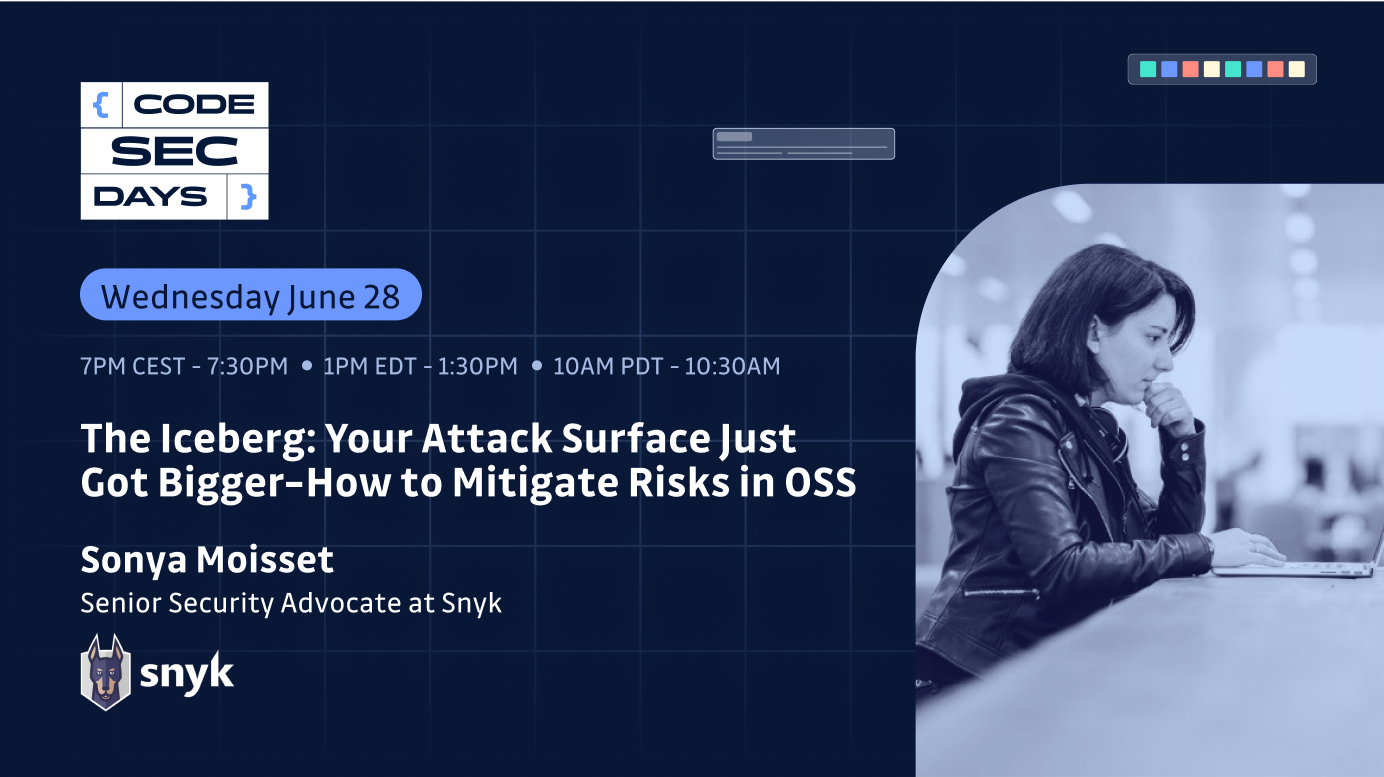 { CODE
SEC
DAYS }
Wednesday June 28
7PM CEST - 7:30PM • 1PM EDT - 1:30PM • 10AM PDT - 10:30AM
The Iceberg: Your Attack Surface Just
Got Bigger–How to Mitigate Risks in OSS
Sonya Moisset
Senior Security Advocate at Snyk
snyk